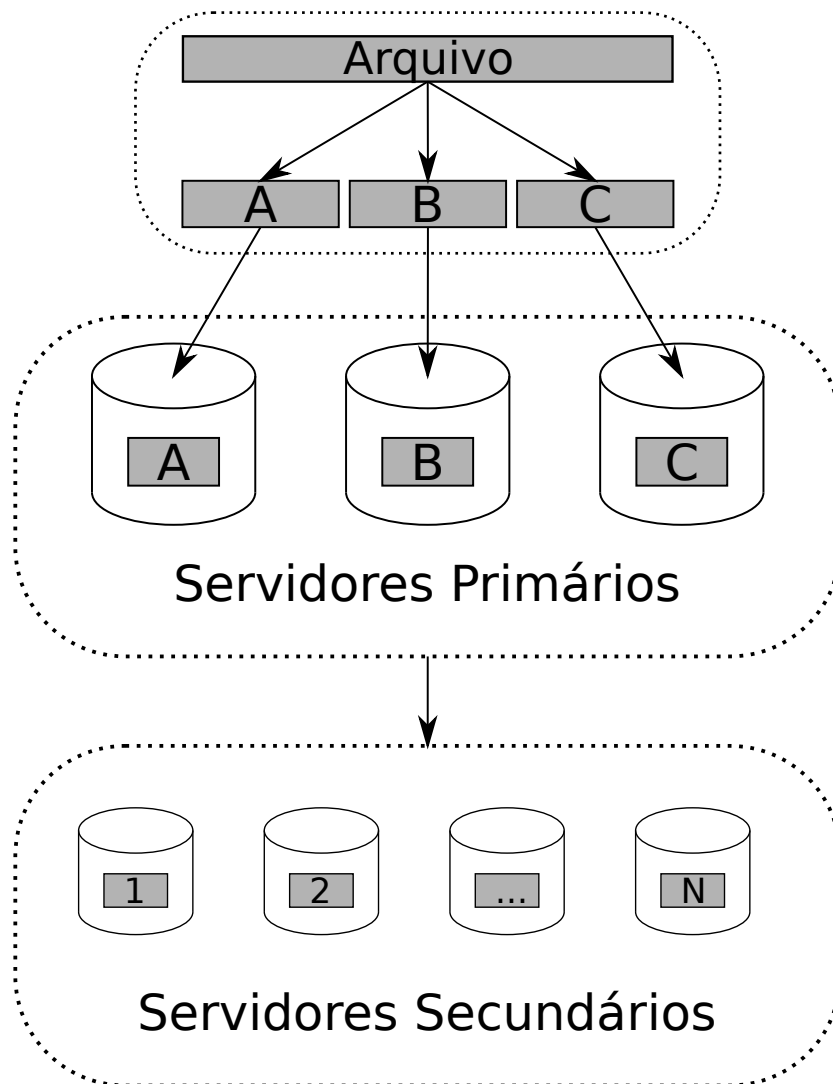 Arquivo
A B C
A B C
Servidores Primários
1 2 ... N
Servidores Secundários